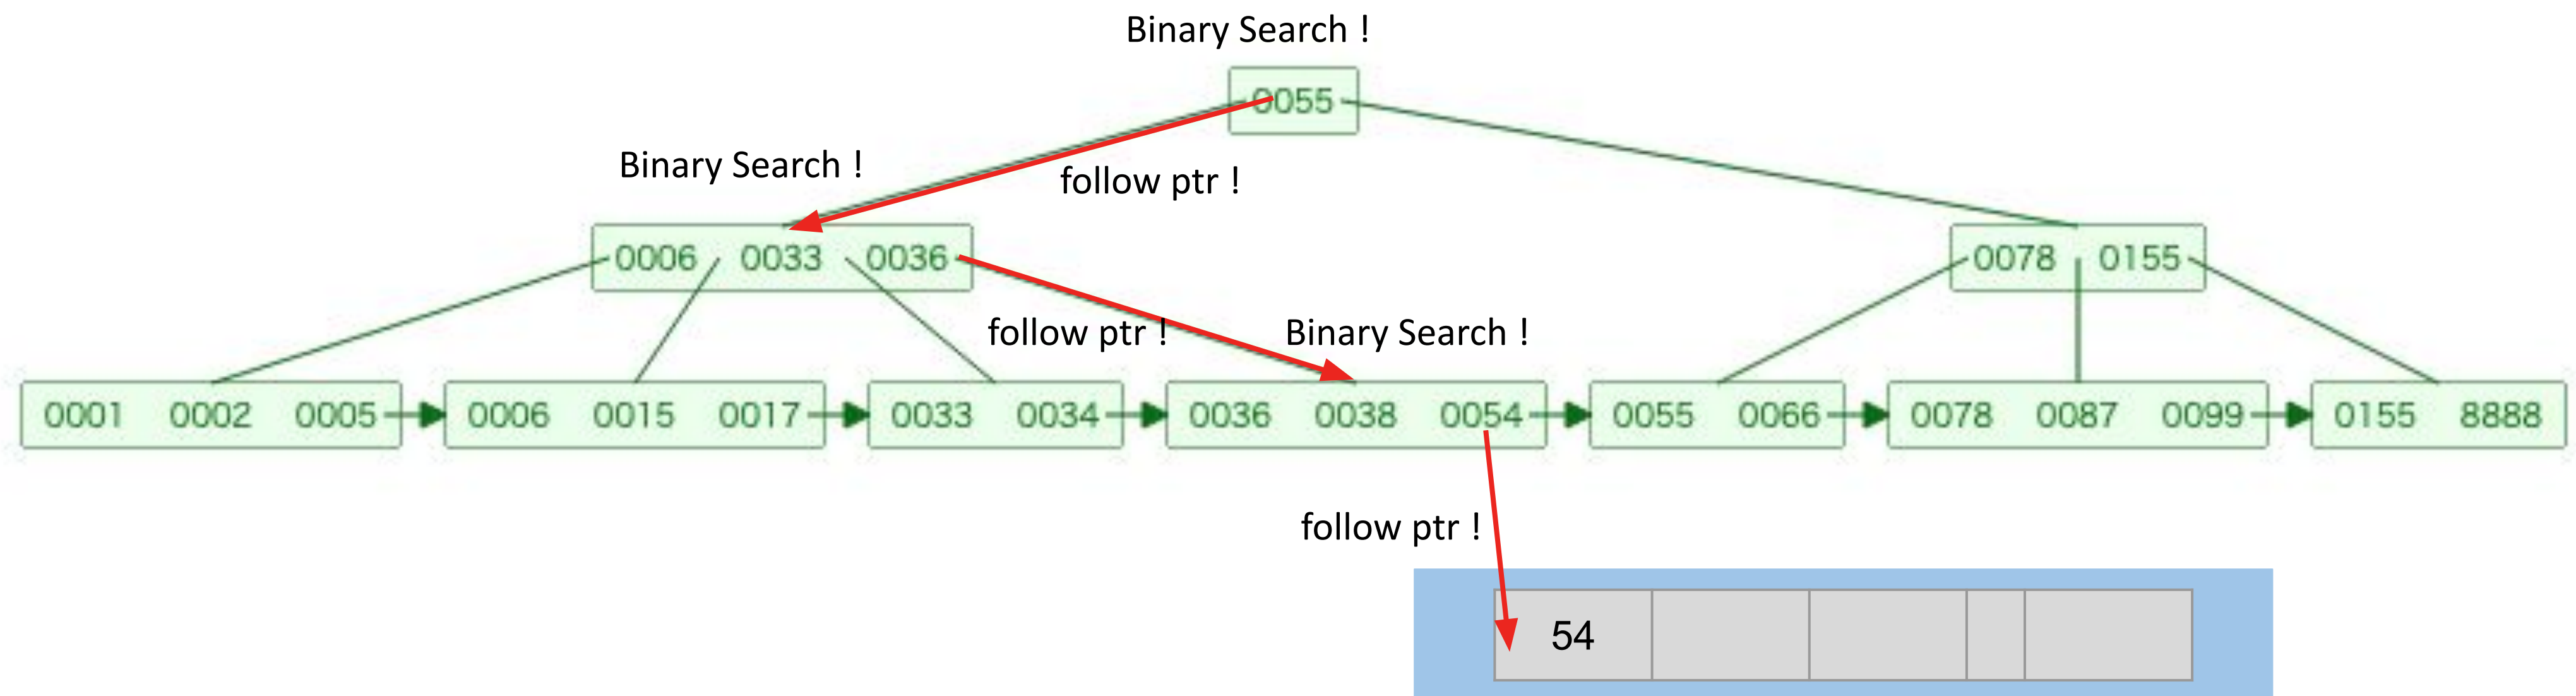 Binary Search !
0055
Binary Search !
follow ptr !
0006 0033 0036
0078 0155
follow ptr !
Binary Search !
0001 0002 0005
0006 0015 0017
0033 0034
0036 0038 0054
0055 0066
0078 0087 0099
0155 8888
follow ptr !
54